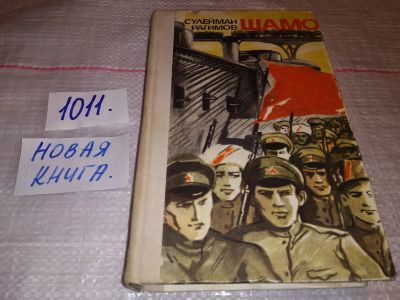 СУЛЕЙМАН
РАГИМОВ
ШАМО
1011.
НОВАЯ
КНИГА.